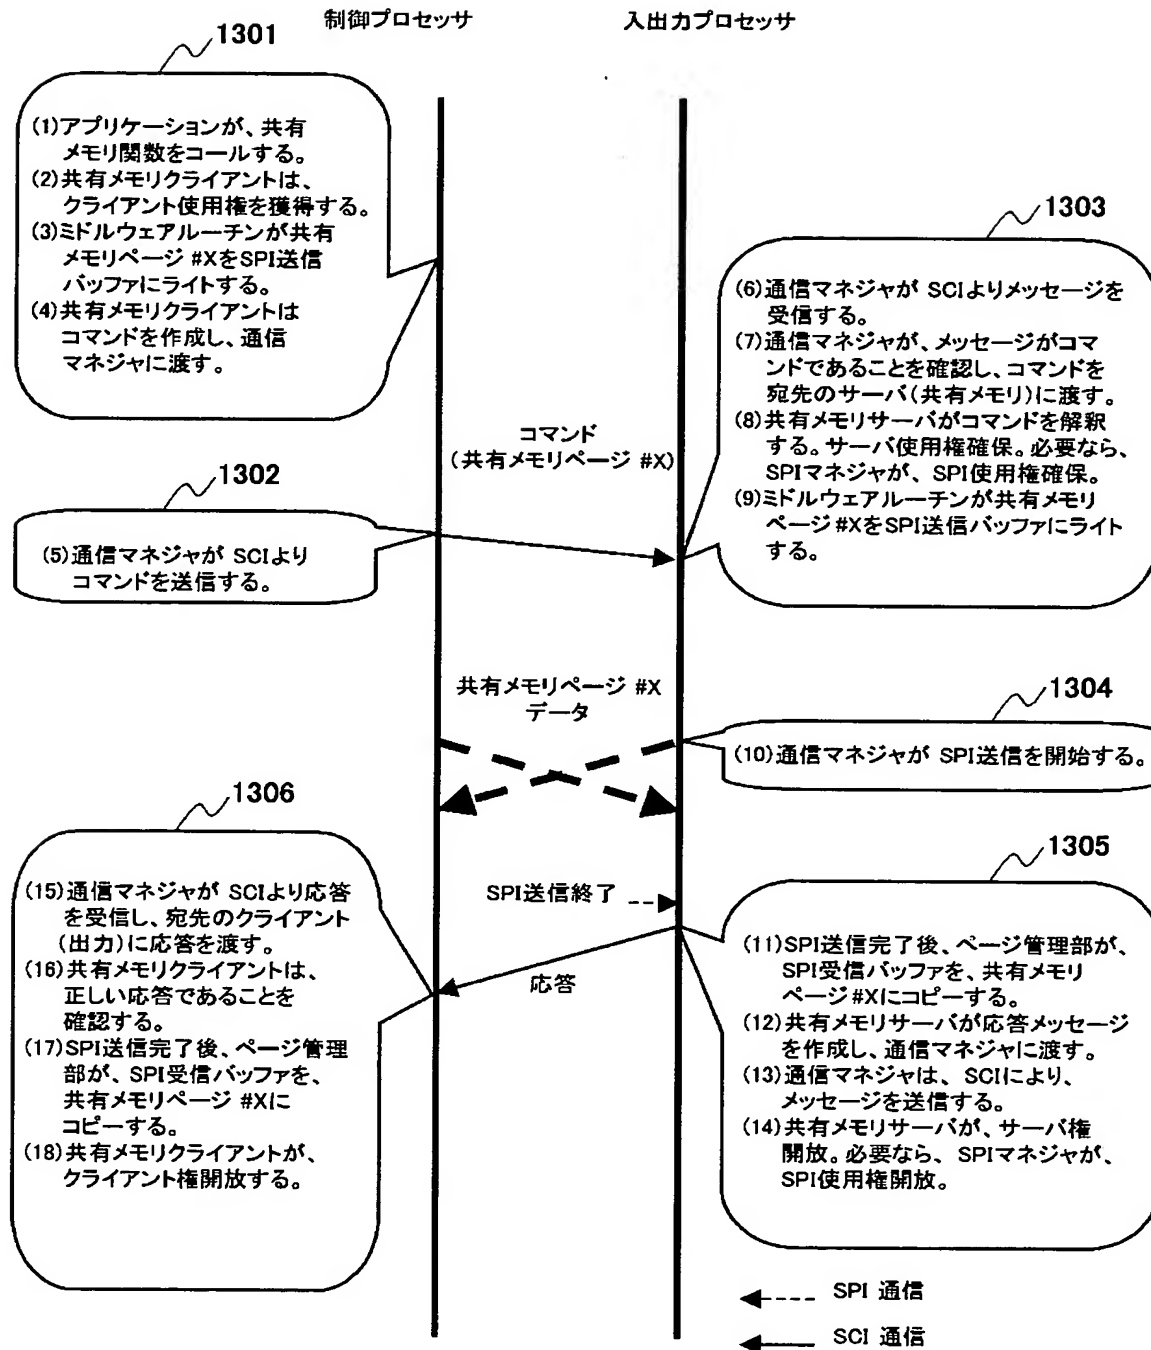 制御プロセッサ
入出力プロセッサ
1301
(1)アプリケーションが、共有
メモリ関数をコールする。
(2)共有メモリクライアントは、
クライアント使用権を獲得する。
(3)ミドルウェアルーチンが共有
メモリページ #XをSPI送信
バッファにライトする。
(4)共有メモリクライアントは
コマンドを作成し、通信
マネジャに渡す。
1303
(6)通信マネジャが SCIよりメッセージを
受信する。
(7)通信マネジャが、メッセージがコマ
ンドであることを確認し、コマンドを
宛先のサーバ(共有メモリ)に渡す。
(8)共有メモリサーバがコマンドを解釈
する。サーバ使用権確保。必要なら、
SPIマネジャが、SPI使用権確保。
(9)ミドルウェアルーチンが共有メモリ
ページ #XをSPI送信バッファにライト
する。
コマンド
(共有メモリページ #X)
1302
(5)通信マネジャが SCIより
コマンドを送信する。
共有メモリページ #X
データ
1304
(10)通信マネジャが SPI送信を開始する。
1306
(15)通信マネジャが SCIより応答
を受信し、宛先のクライアント
(出力)に応答を渡す。
(16)共有メモリクライアントは、
正しい応答であることを
確認する。
(17)SPI送信完了後、ページ管理
部が、SPI受信バッファを、
共有メモリページ #Xに
コピーする。
(18)共有メモリクライアントが、
クライアント権開放する。
SPI送信終了
応答
1305
(11)SPI送信完了後、ページ管理部が、
SPI受信バッファを、共有メモリ
ページ #Xにコピーする。
(12)共有メモリサーバが応答メッセージ
を作成し、通信マネジャに渡す。
(13)通信マネジャは、SCIにより、
メッセージを送信する。
(14)共有メモリサーバが、サーバ権
開放。必要なら、SPIマネジャが、
SPI使用権開放。
SPI 通信
SCI 通信